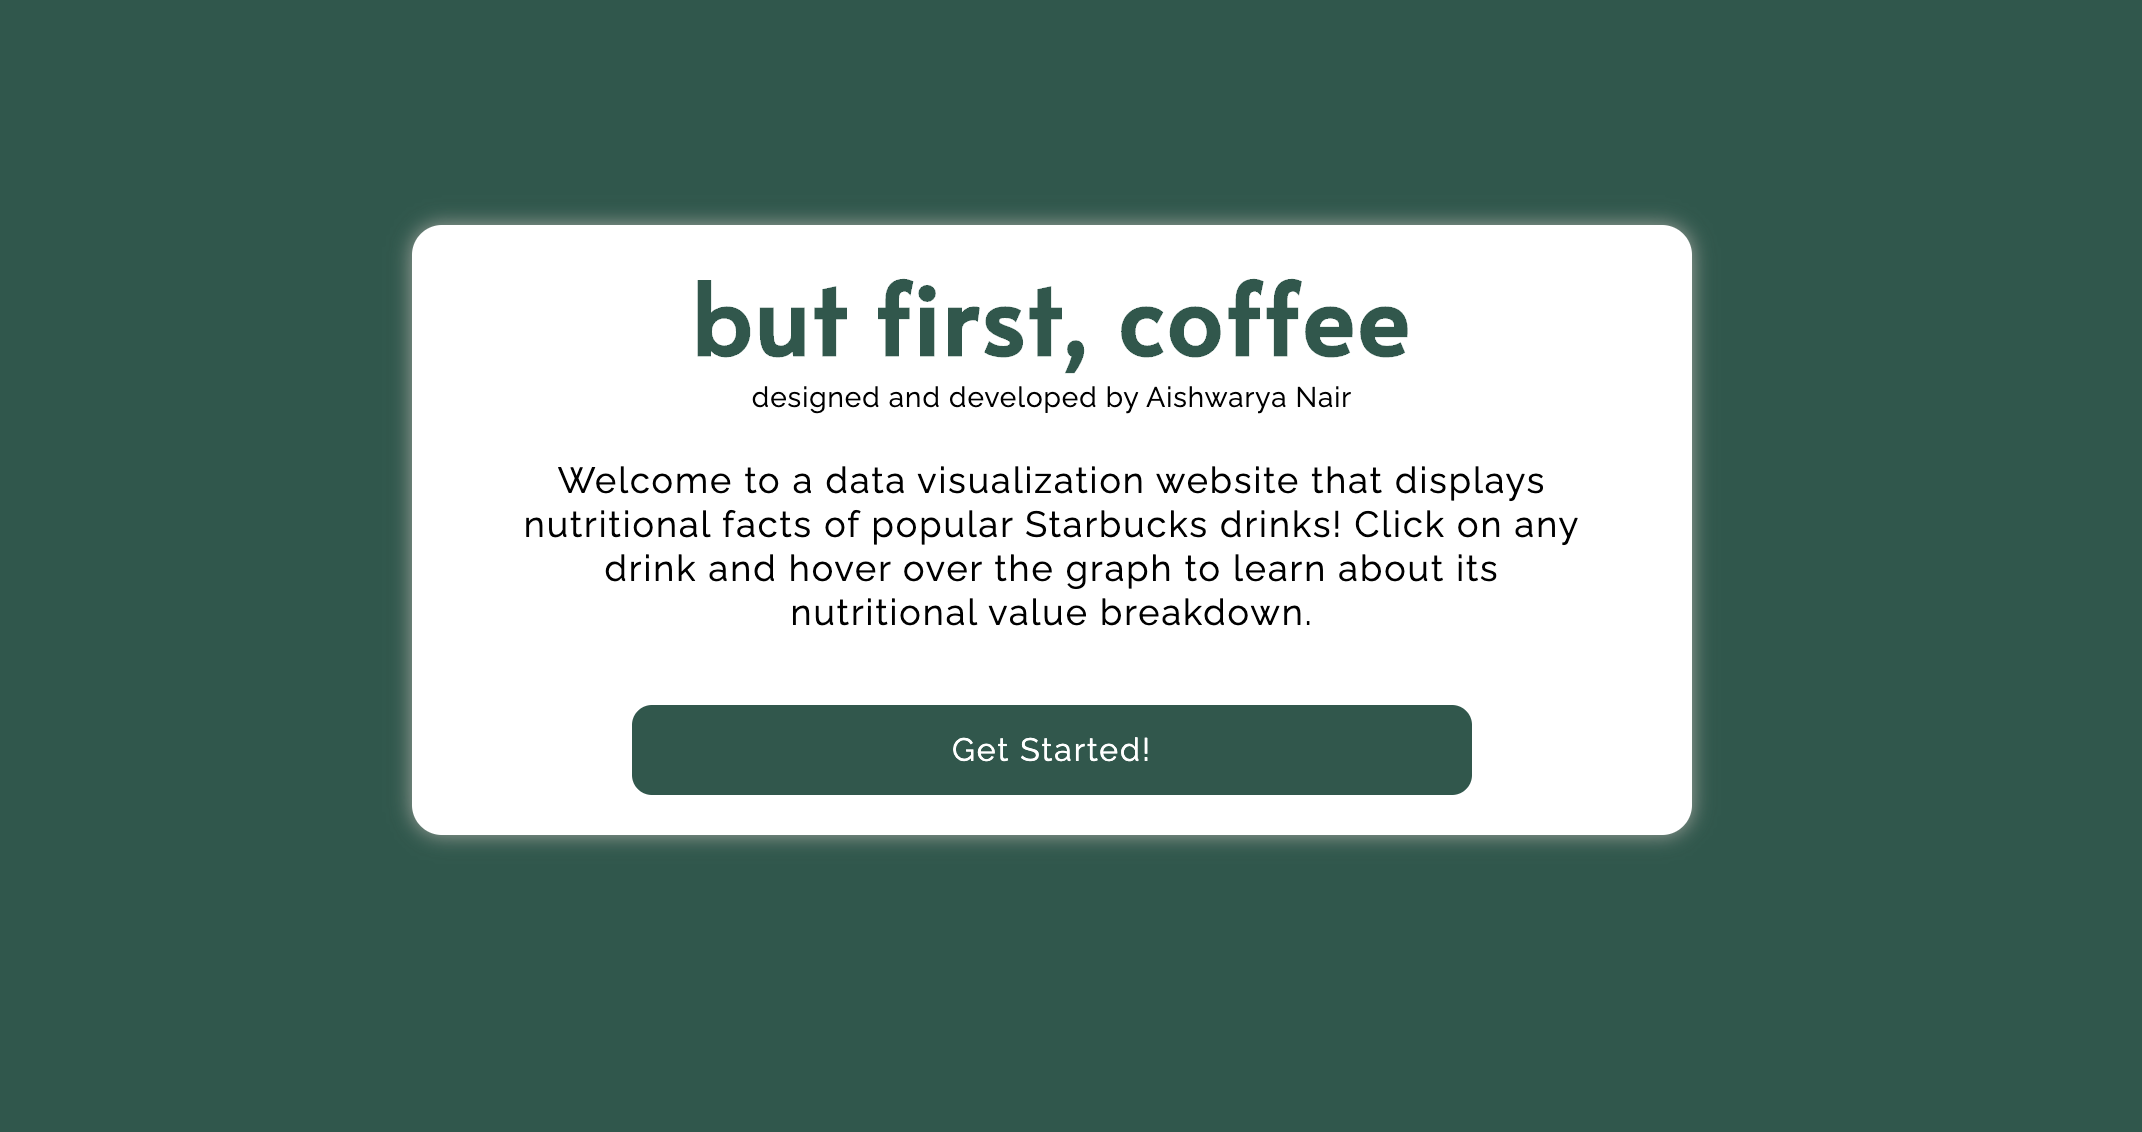 but first, coffee
designed and developed by Aishwarya Nair
Welcome to a data visualization website that displays
nutritional facts of popular Starbucks drinks! Click on any
drink and hover over the graph to learn about its
nutritional value breakdown.
Get Started!